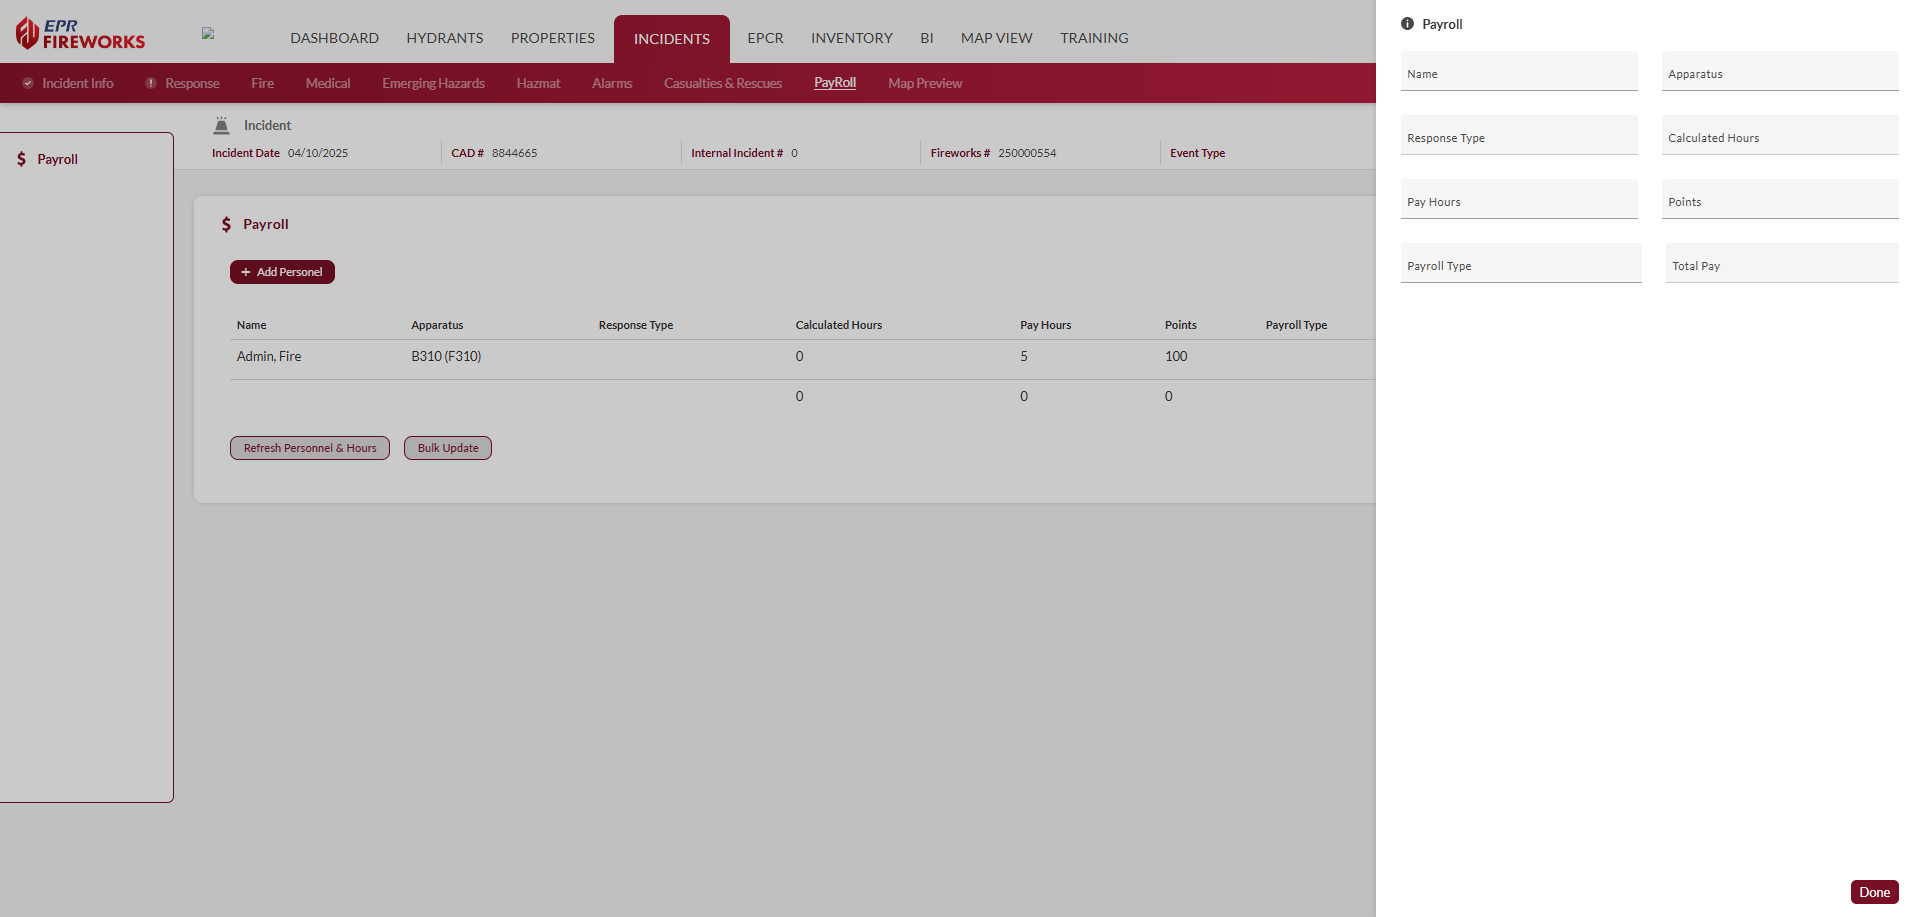 EPR
FIREWORKS
DASHBOARD HYDRANTS PROPERTIES INCIDENTS EPCR INVENTORY BI MAP VIEW TRAINING
Incident Info Response Fire Medical Emerging Hazards Hazmat Alarms Casualties & Rescues PayRoll Map Preview
Payroll
Incident
Incident Date 04/10/2025 CAD # 8844665 Internal Incident # 0 Fireworks # 250000554 Event Type
Payroll
+ Add Personel
Name Apparatus Response Type Calculated Hours Pay Hours Points Payroll Type
Admin, Fire B310 (F310) 0 5 100
0 0 0
Refresh Personnel & Hours Bulk Update
Payroll
Name Apparatus
Response Type Calculated Hours
Pay Hours Points
Payroll Type Total Pay
Done